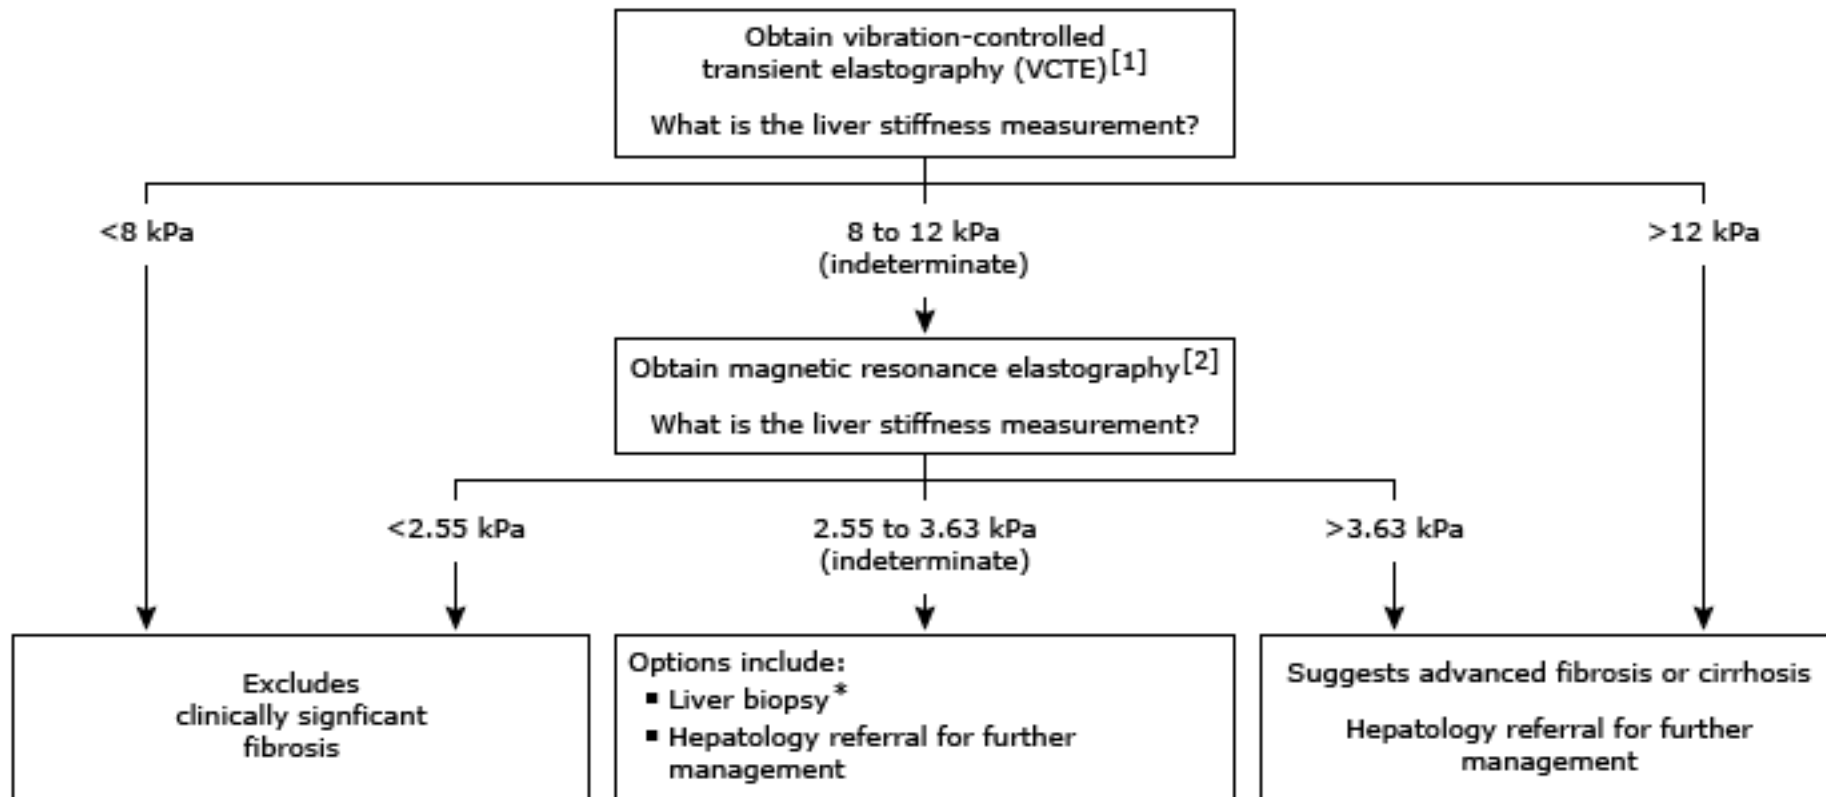 Obtain vibration-controlled
transient elastography (VCTE)[1]
What is the liver stiffness measurement?
<8 kPa
8 to 12 kPa
(indeterminate)
>12 kPa
Obtain magnetic resonance elastography[2]
What is the liver stiffness measurement?
<2.55 kPa
2.55 to 3.63 kPa
(indeterminate)
>3.63 kPa
Excludes
clinically signficant
fibrosis
Options include:
▪ Liver biopsy*
▪ Hepatology referral for further
management
Suggests advanced fibrosis or cirrhosis
Hepatology referral for further
management